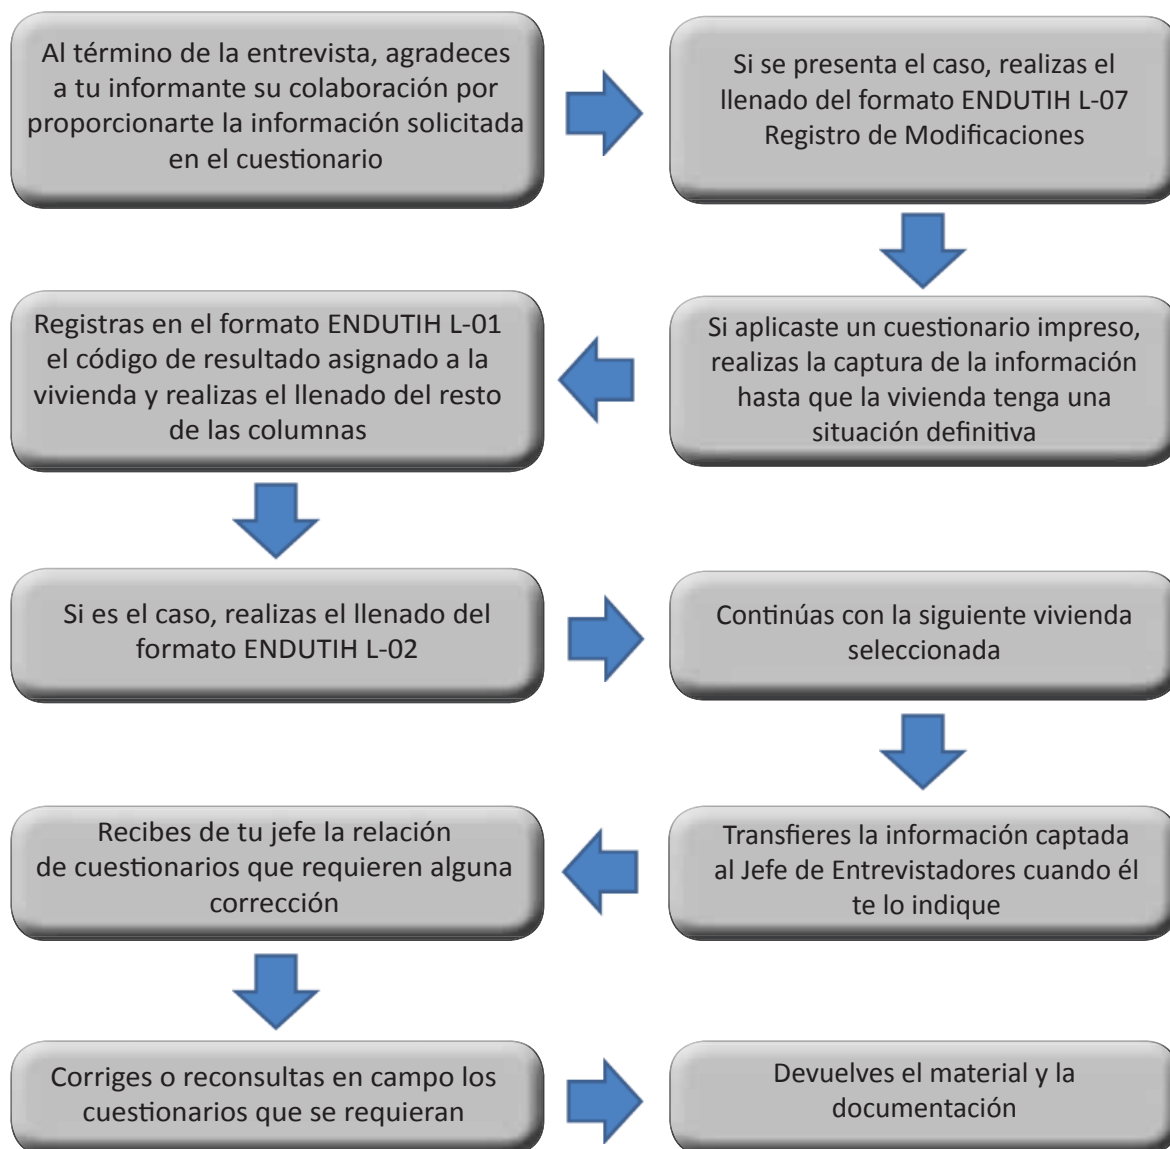 Al término de la entrevista, agradeces
a tu informante su colaboración por
proporcionarte la información solicitada
en el cuestionario
Si se presenta el caso, realizas el
llenado del formato ENDUTIH L-07
Registro de Modificaciones
Si aplicaste un cuestionario impreso,
realizas la captura de la información
hasta que la vivienda tenga una
situación definitiva
Registras en el formato ENDUTIH L-01
el código de resultado asignado a la
vivienda y realizas el llenado del resto
de las columnas
Si es el caso, realizas el llenado del
formato ENDUTIH L-02
Continúas con la siguiente vivienda
seleccionada
Transfieres la información captada
al Jefe de Entrevistadores cuando él
te lo indique
Recibes de tu jefe la relación
de cuestionarios que requieren alguna
corrección
Corriges o reconsultas en campo los
cuestionarios que se requieran
Devuelves el material y la
documentación